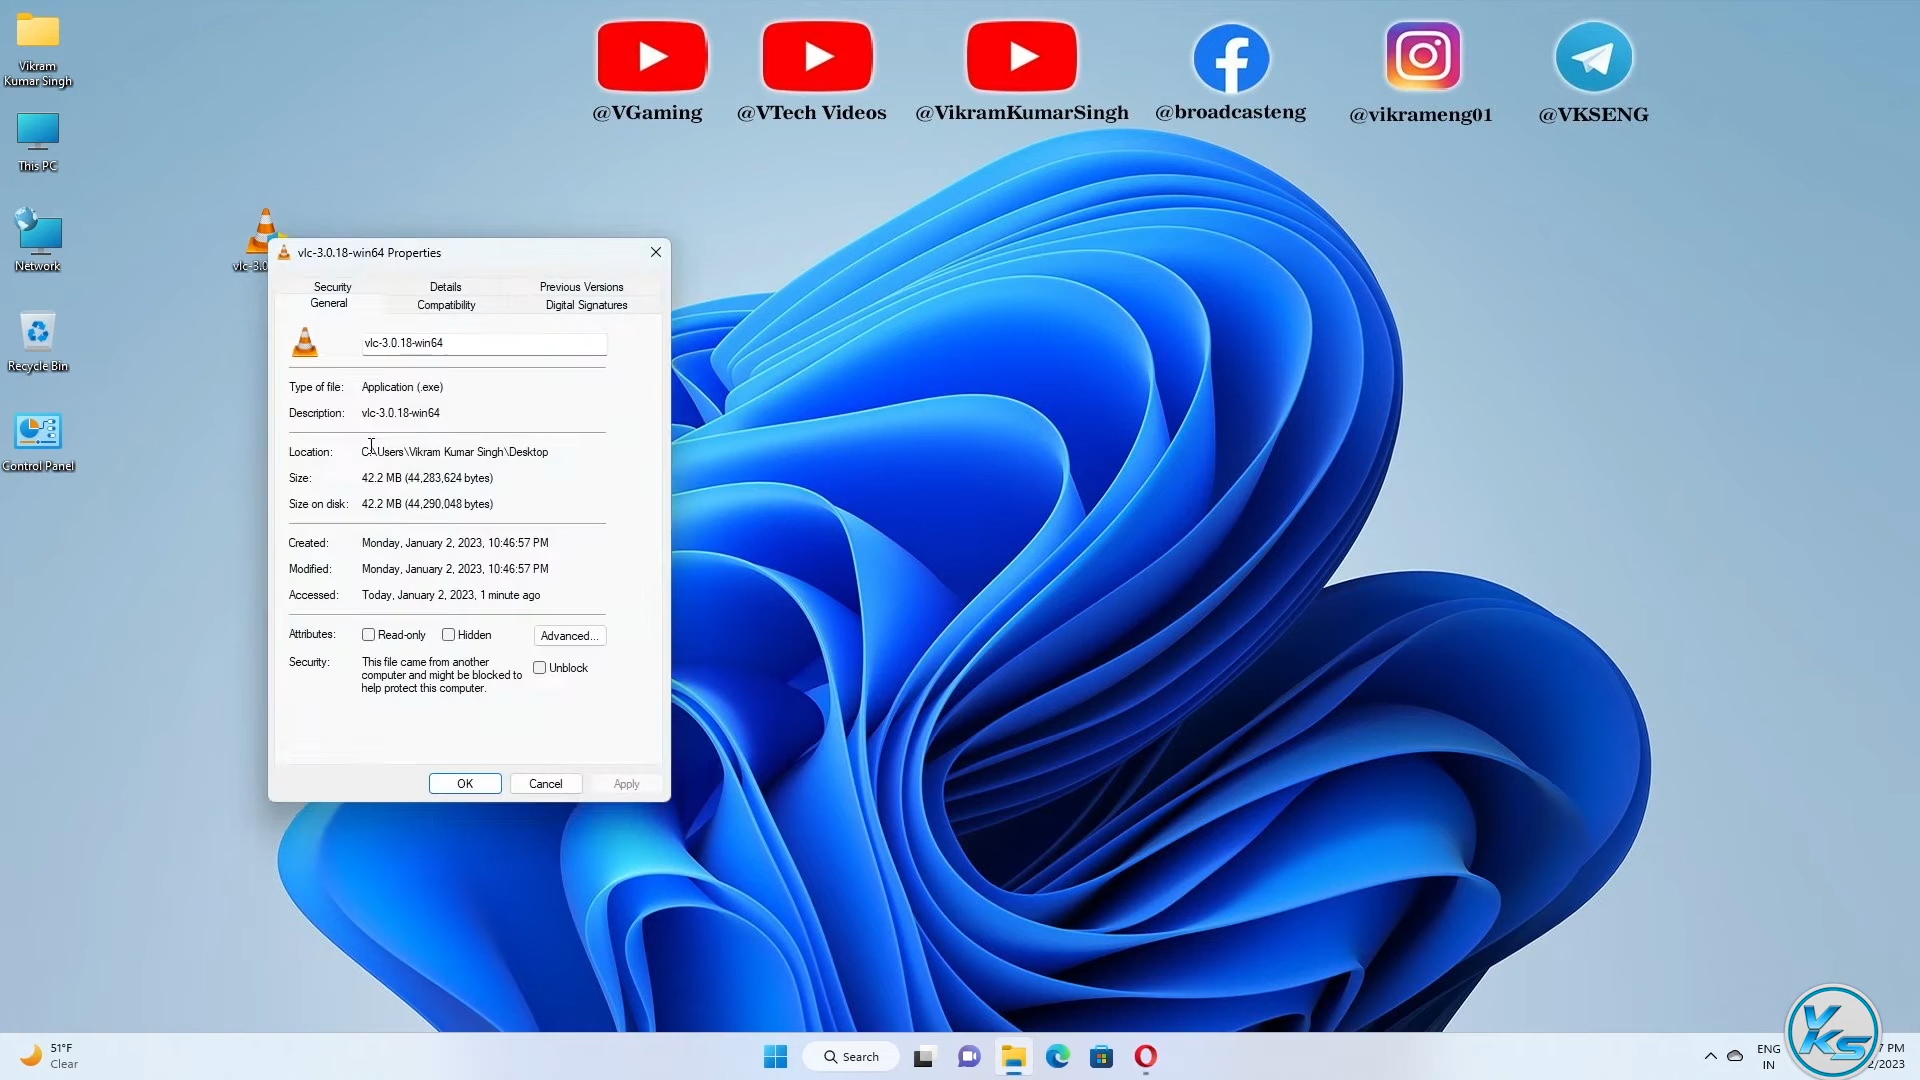 Vikram
Kumar Singh
This PC
Network
Recycle Bin
Control Panel
@VGaming
@VTech Videos
@VikramKumarSingh
@broadcasteng
@vikrameng01
@VKSENG
vlc-3.0.18-win64 Properties
Security
Details
Previous Versions
General
Compatibility
Digital Signatures
vlc-3.0.18-win64
Type of file: Application (.exe)
Description: vlc-3.0.18-win64
Location: C:\Users\Vikram Kumar Singh\Desktop
Size: 42.2 MB (44,283,624 bytes)
Size on disk: 42.2 MB (44,290,048 bytes)
Created: Monday, January 2, 2023, 10:46:57 PM
Modified: Monday, January 2, 2023, 10:46:57 PM
Accessed: Today, January 2, 2023, 1 minute ago
Attributes: Read-only Hidden Advanced...
Security: This file came from another
computer and might be blocked to
help protect this computer.
Unblock
OK
Cancel
Apply
51°F
Clear
Search
ENG
IN
PM
/2023
VKS